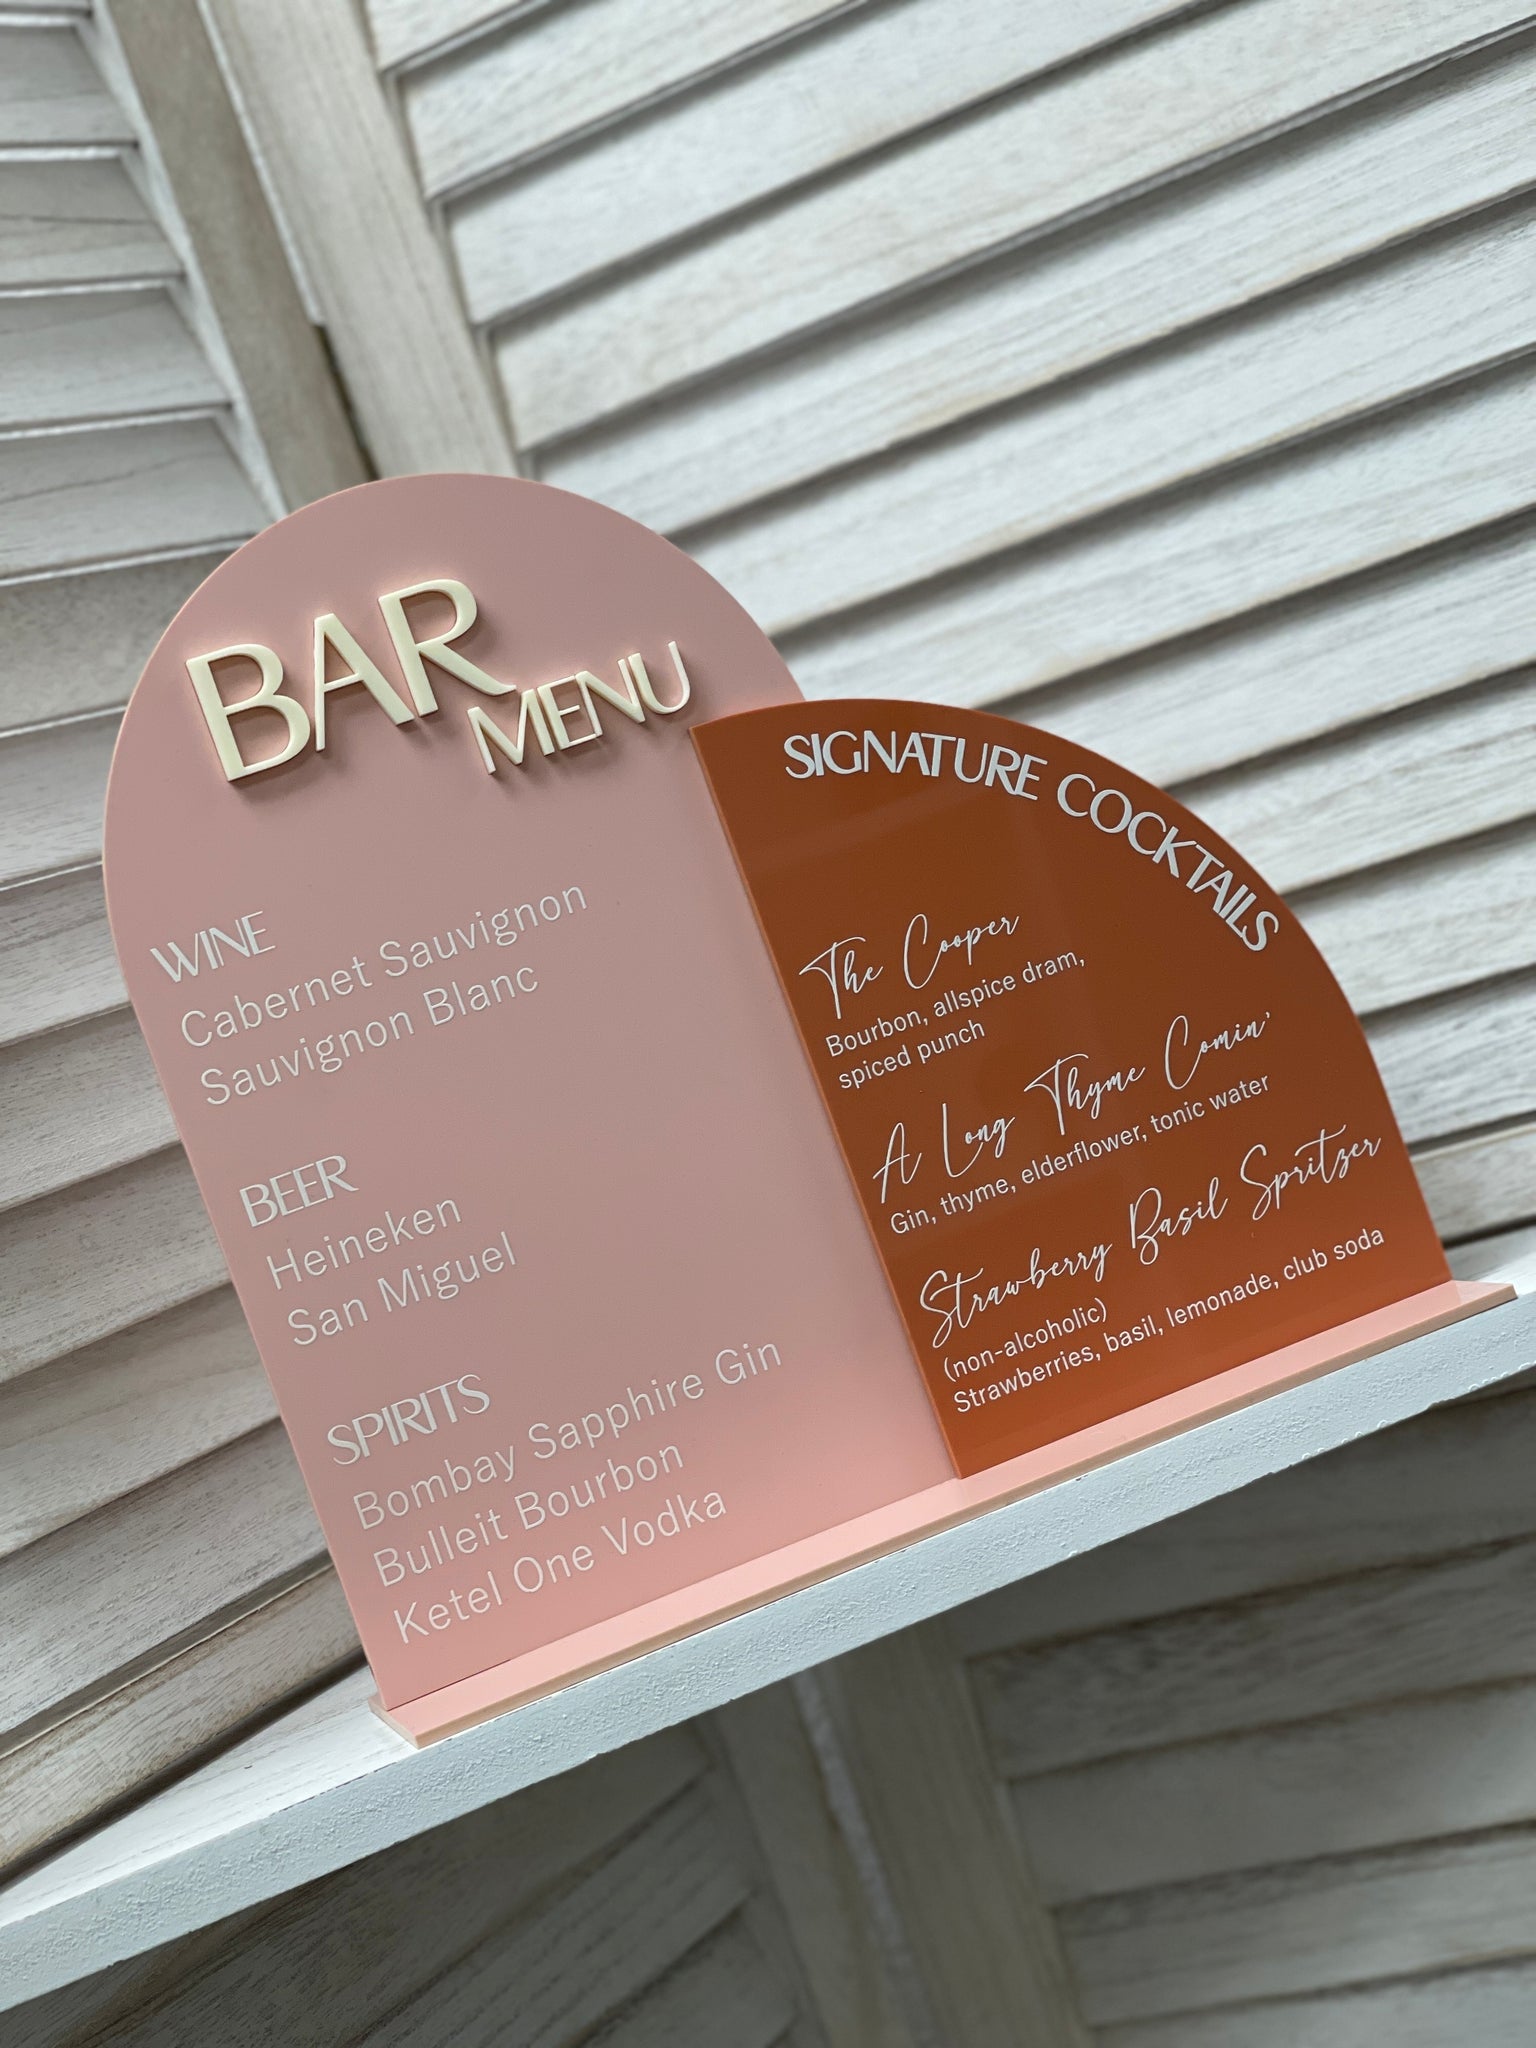 BAR
MENU
WINE
Cabernet Sauvignon
Sauvignon Blanc
BEER
Heineken
San Miguel
SPIRITS
Bombay Sapphire Gin
Bulleit Bourbon
Ketel One Vodka
SIGNATURE COCKTAILS
The Cooper
Bourbon, allspice dram,
spiced punch
A Long Thyme Comin'
Gin, thyme, elderflower, tonic water
Strawberry Basil Spritzer
(non-alcoholic)
Strawberries, basil, lemonade, club soda